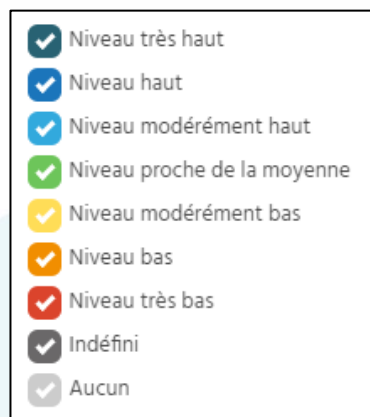 Niveau très haut
Niveau haut
Niveau modérément haut
Niveau proche de la moyenne
Niveau modérément bas
Niveau bas
Niveau très bas
Indéfini
Aucun